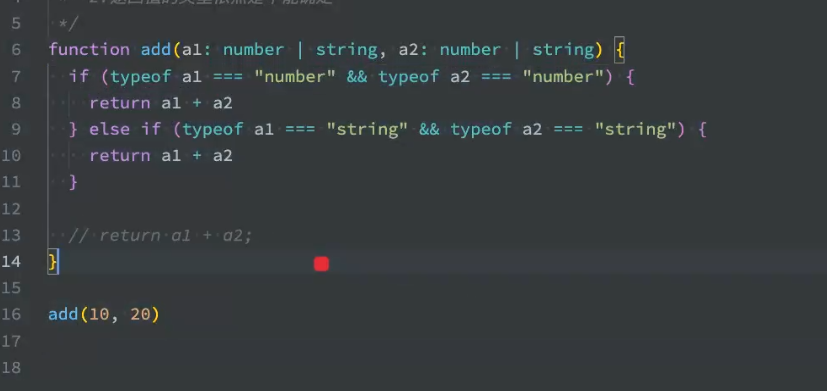 5 */
6 function add(a1: number | string, a2: number | string) {
7   if (typeof a1 === "number" && typeof a2 === "number") {
8     return a1 + a2
9   } else if (typeof a1 === "string" && typeof a2 === "string") {
10     return a1 + a2
11   }
12
13   // return a1 + a2;
14 }
15
16 add(10, 20)
17
18